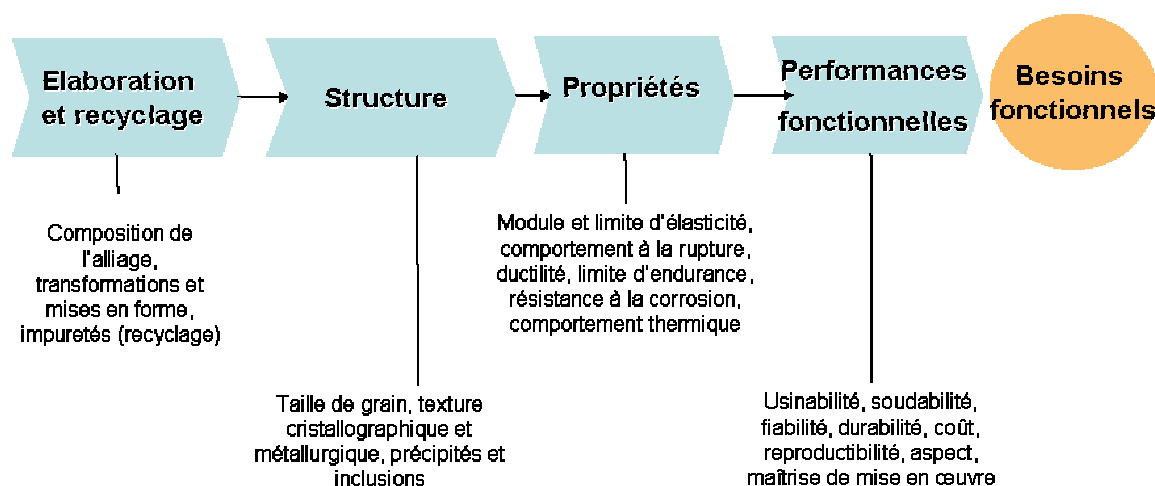 Elaboration
et recyclage
Structure
Propriétés
Performances
fonctionnelles
Besoins
fonctionnels
Composition de
l'alliage,
transformations et
mises en forme,
impuretés (recyclage)
Taille de grain, texture
cristallographique et
métallurgique, précipités et
inclusions
Module et limite d'élasticité,
comportement à la rupture,
ductilité, limite d'endurance,
résistance à la corrosion,
comportement thermique
Usinabilité, soudabilité,
fiabilité, durabilité, coût,
reproductibilité, aspect,
maîtrise de mise en œuvre